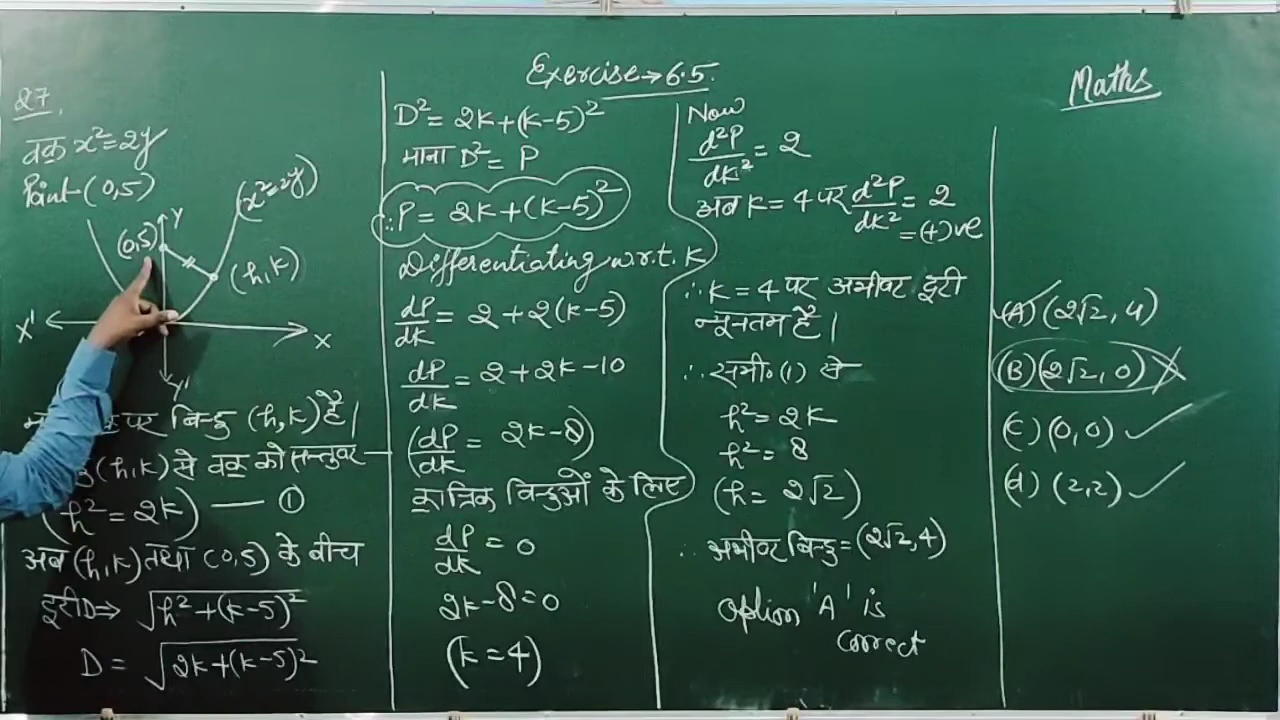 Exercise → 6.5.
Maths
27.
वक्र x² = 2y
Point (0,5)
Y
(x²=2y)
(0,5)
(h,k)
X'
X
Y'
पर बिन्दु (h,k) है।
(h,k) से वक्र को सन्तुष्ट
(h² = 2k) — ①
अब (h,k) तथा (0,5) के बीच
दूरी D ⇒ √h²+(k-5)²
D = √2k+(k-5)²
D² = 2k+(k-5)²
माना D² = P
∴ P = 2k+(k-5)²
Differentiating w.r.t. k
dP/dk = 2+2(k-5)
dP/dk = 2+2k-10
(dP/dk = 2k-8)
क्रान्तिक बिन्दुओं के लिए
dP/dk = 0
2k-8=0
(k=4)
Now
d²P/dk² = 2
अब k=4 पर d²P/dk² = 2
= (+)ve
∴ k=4 पर अभीष्ट दूरी
न्यूनतम है।
∴ समी० (1) से
h² = 2k
h² = 8
(h = 2√2)
∴ अभीष्ट बिन्दु = (2√2,4)
option 'A' is
correct
(A) (2√2, 4)
(B) (2√2, 0)
(C) (0,0)
(d) (2,2)